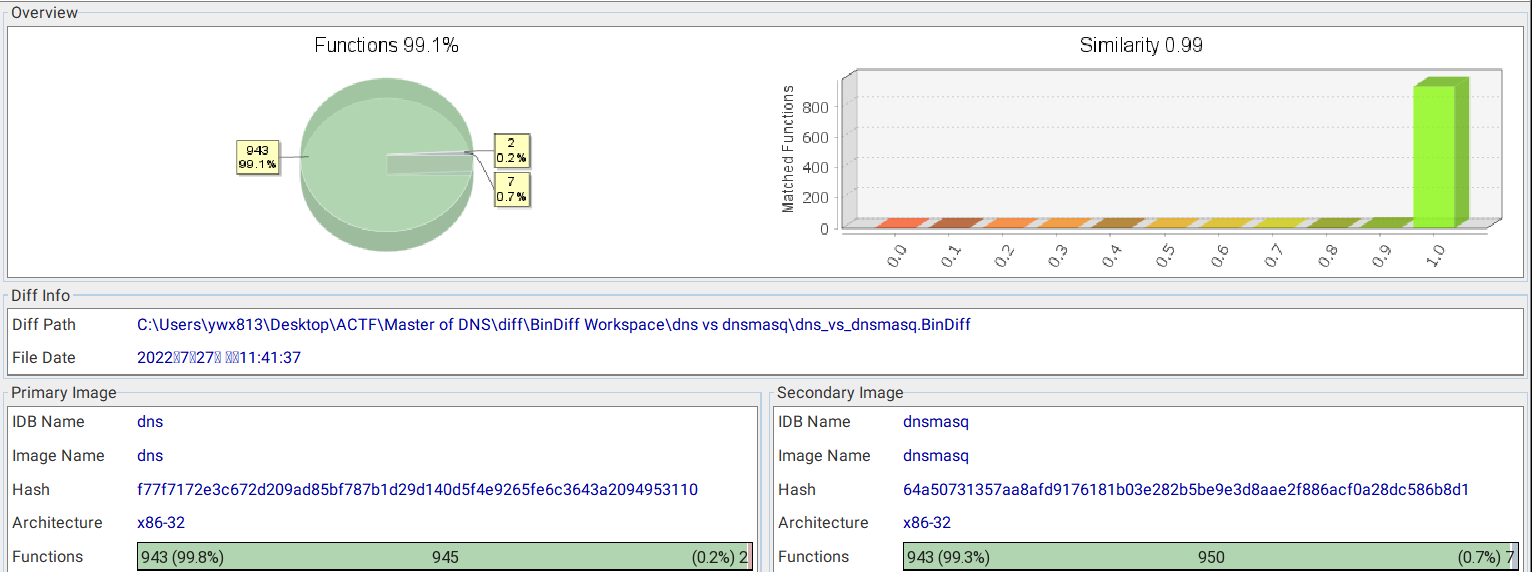 Overview
Functions 99.1%
943
99.1%
2
0.2%
7
0.7%
Similarity 0.99
Matched Functions
800
600
400
200
0
0.0 0.1 0.2 0.3 0.4 0.5 0.6 0.7 0.8 0.9 1.0
Diff Info
Diff Path C:\Users\ywx813\Desktop\ACTF\Master of DNS\diff\BinDiff Workspace\dns vs dnsmasq\dns_vs_dnsmasq.BinDiff
File Date 2022 7 27 11:41:37
Primary Image
IDB Name dns
Image Name dns
Hash f77f7172e3c672d209ad85bf787b1d29d140d5f4e9265fe6c3643a2094953110
Architecture x86-32
Functions 943 (99.8%) 945 (0.2%) 2
Secondary Image
IDB Name dnsmasq
Image Name dnsmasq
Hash 64a50731357aa8afd9176181b03e282b5be9e3d8aae2f886acf0a28dc586b8d1
Architecture x86-32
Functions 943 (99.3%) 950 (0.7%) 7